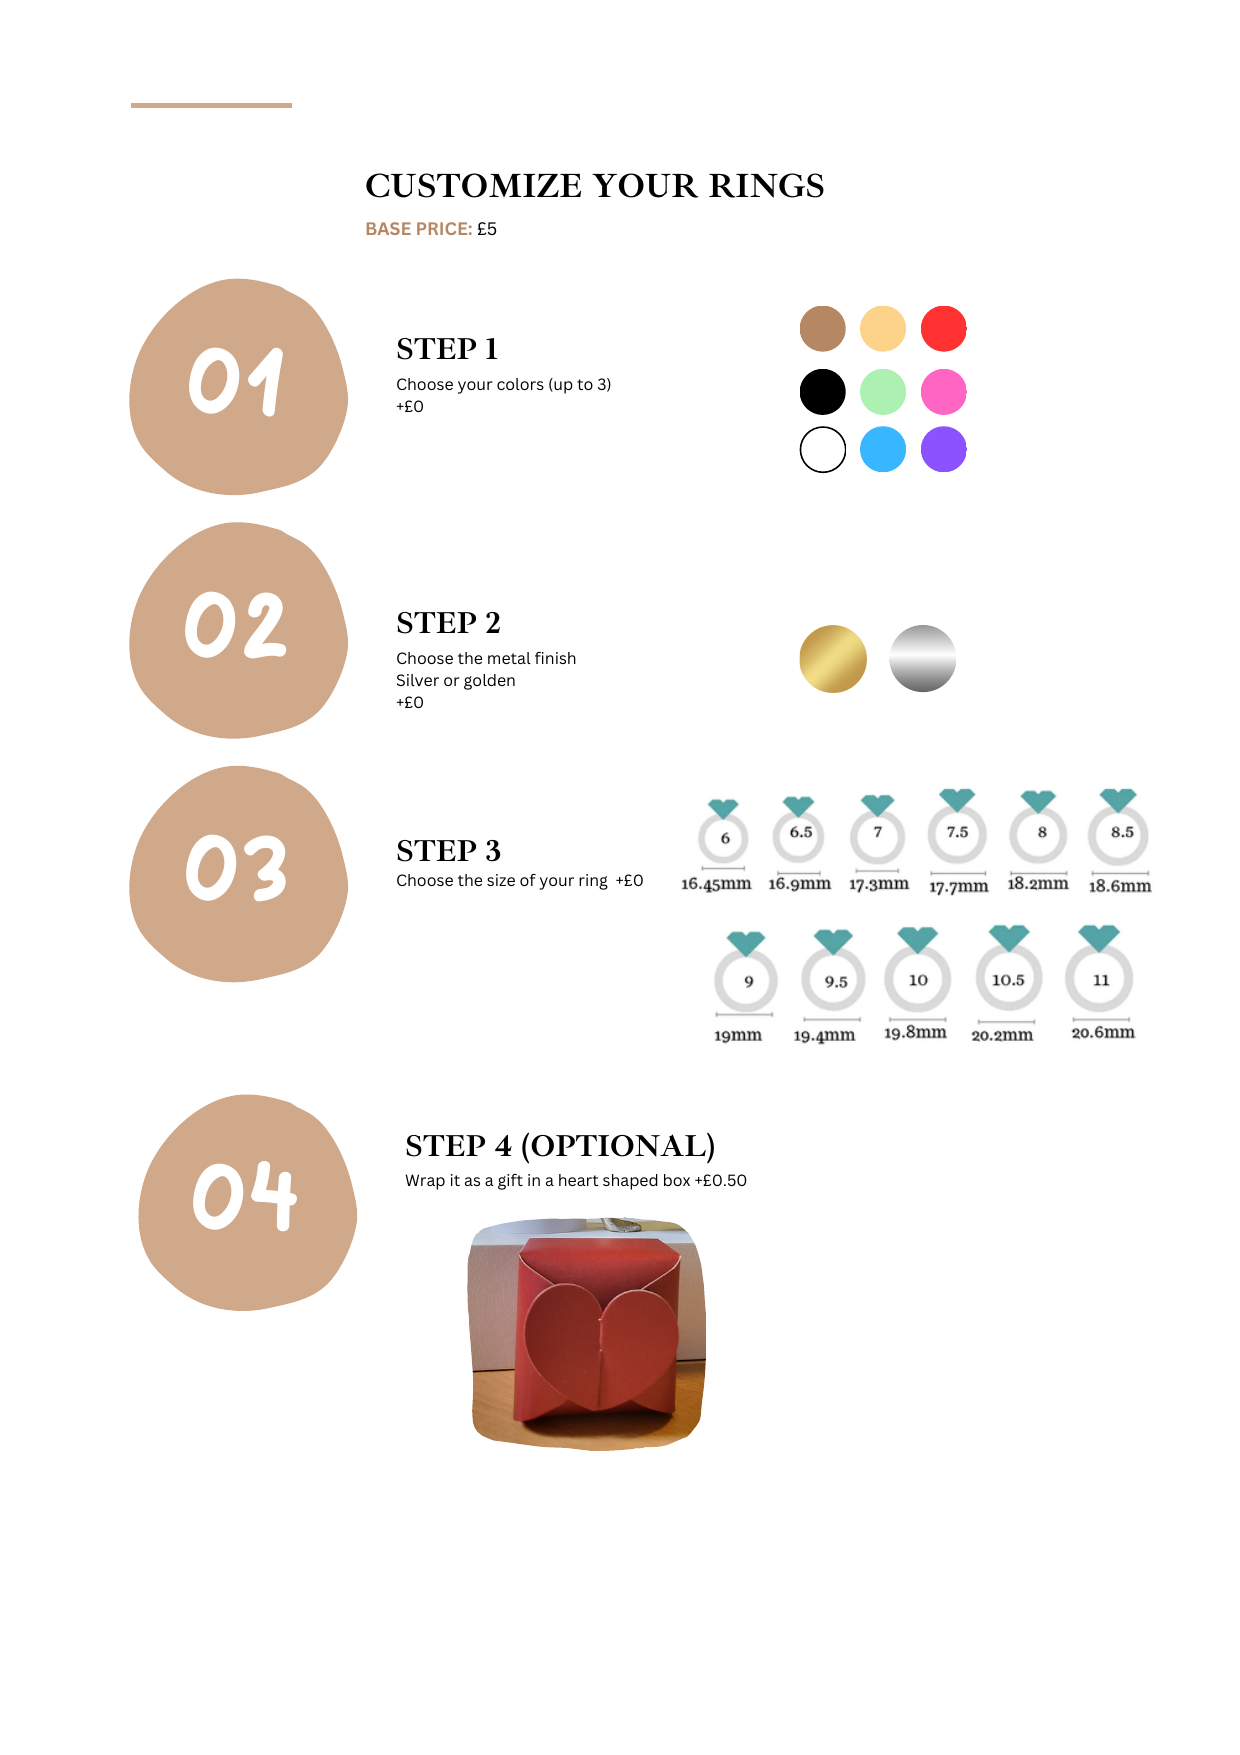 CUSTOMIZE YOUR RINGS
BASE PRICE: £5
01
STEP 1
Choose your colors (up to 3)
+£0
02
STEP 2
Choose the metal finish
Silver or golden
+£0
03
STEP 3
Choose the size of your ring +£0
6 6.5 7 7.5 8 8.5
16.45mm 16.9mm 17.3mm 17.7mm 18.2mm 18.6mm
9 9.5 10 10.5 11
19mm 19.4mm 19.8mm 20.2mm 20.6mm
04
STEP 4 (OPTIONAL)
Wrap it as a gift in a heart shaped box +£0.50